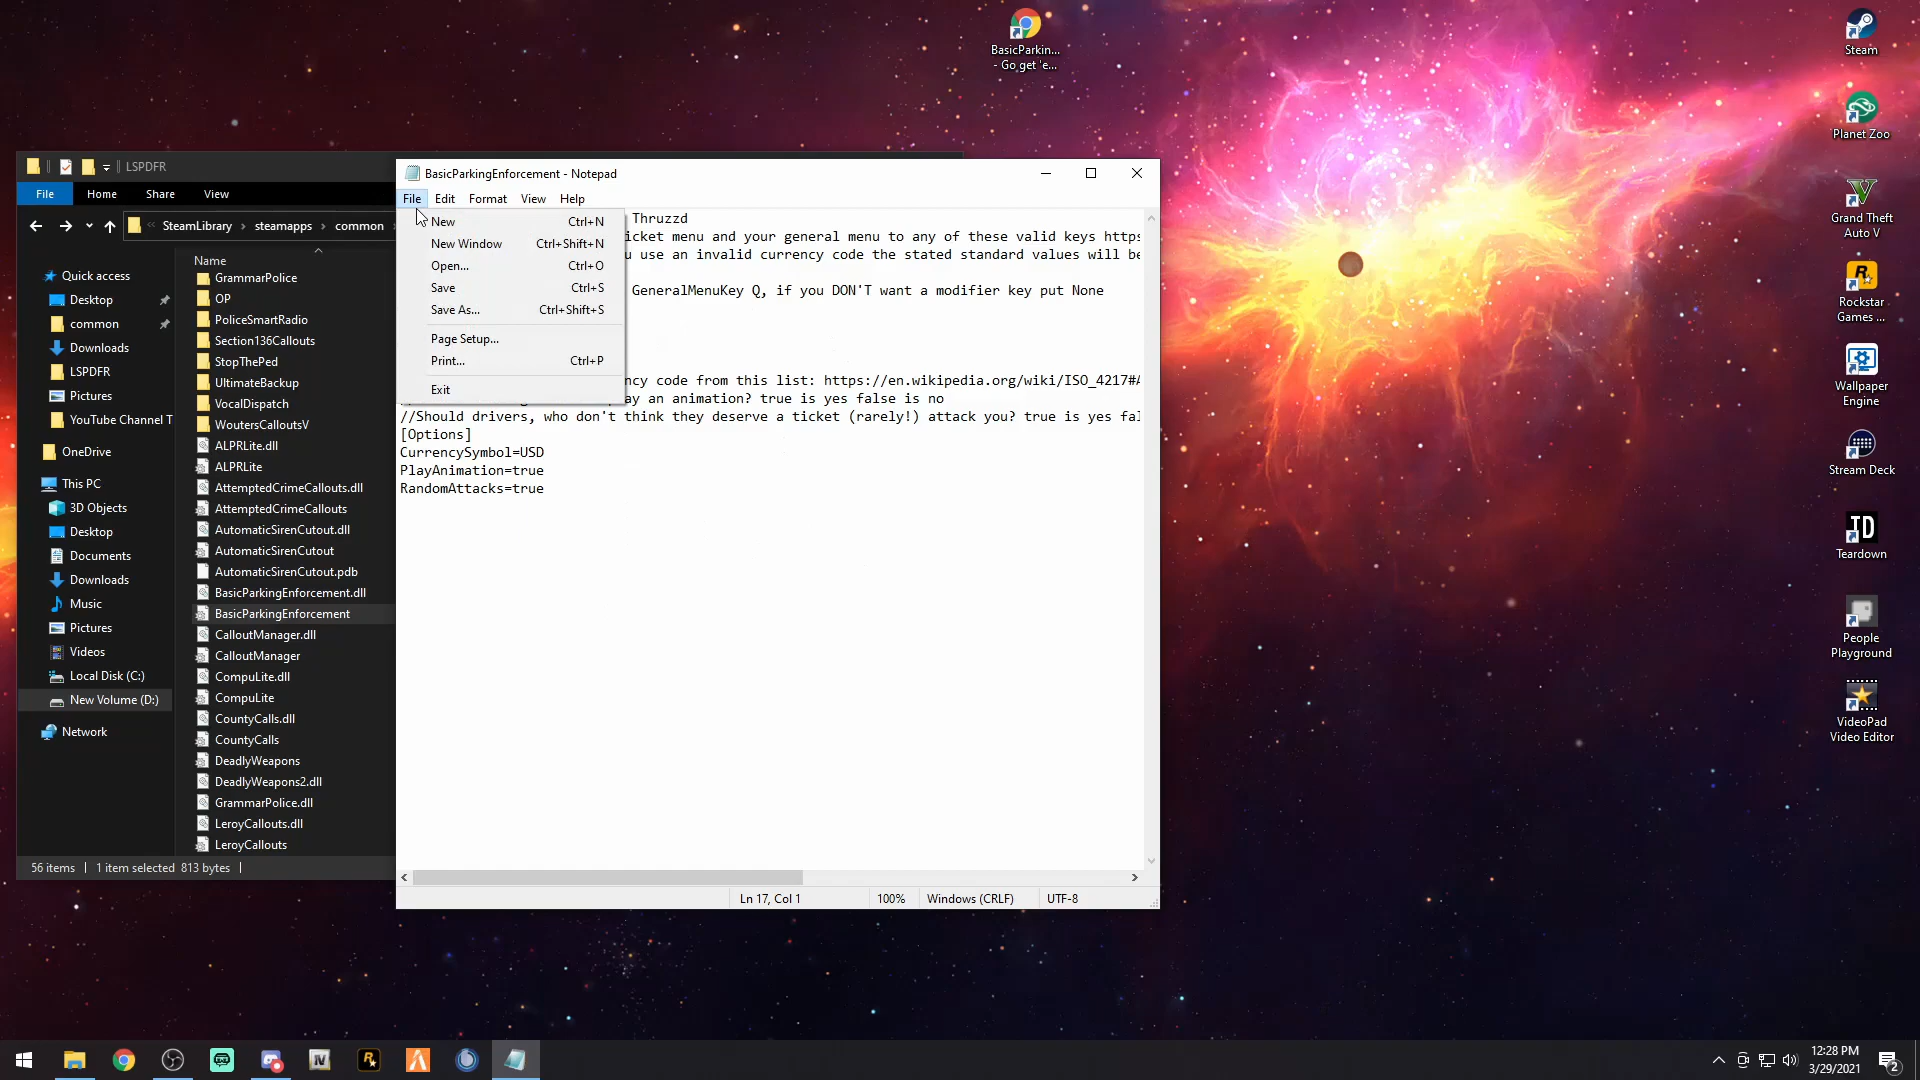 BasicParkin...
- Go get 'e...
Steam
Planet Zoo
Grand Theft
Auto V
Rockstar
Games ...
Wallpaper
Engine
Stream Deck
Teardown
People
Playground
VideoPad
Video Editor
LSPDFR
File Home Share View
SteamLibrary › steamapps › common ›
Quick access
Desktop
common
Downloads
LSPDFR
Pictures
YouTube Channel T
OneDrive
This PC
3D Objects
Desktop
Documents
Downloads
Music
Pictures
Videos
Local Disk (C:)
New Volume (D:)
Network
Name
GrammarPolice
OP
PoliceSmartRadio
Section136Callouts
StopThePed
UltimateBackup
VocalDispatch
WoutersCalloutsV
ALPRLite.dll
ALPRLite
AttemptedCrimeCallouts.dll
AttemptedCrimeCallouts
AutomaticSirenCutout.dll
AutomaticSirenCutout
AutomaticSirenCutout.pdb
BasicParkingEnforcement.dll
BasicParkingEnforcement
CalloutManager.dll
CalloutManager
CompuLite.dll
CompuLite
CountyCalls.dll
CountyCalls
DeadlyWeapons
DeadlyWeapons2.dll
GrammarPolice.dll
LeroyCallouts.dll
LeroyCallouts
56 items 1 item selected 813 bytes
BasicParkingEnforcement - Notepad
File Edit Format View Help
New Ctrl+N
New Window Ctrl+Shift+N
Open... Ctrl+O
Save Ctrl+S
Save As... Ctrl+Shift+S
Page Setup...
Print... Ctrl+P
Exit
Thruzzd
icket menu and your general menu to any of these valid keys https
u use an invalid currency code the stated standard values will be
GeneralMenuKey Q, if you DON'T want a modifier key put None
ncy code from this list: https://en.wikipedia.org/wiki/ISO_4217#A
ay an animation? true is yes false is no
//Should drivers, who don't think they deserve a ticket (rarely!) attack you? true is yes fal
[Options]
CurrencySymbol=USD
PlayAnimation=true
RandomAttacks=true
Ln 17, Col 1 100% Windows (CRLF) UTF-8
12:28 PM
3/29/2021
2